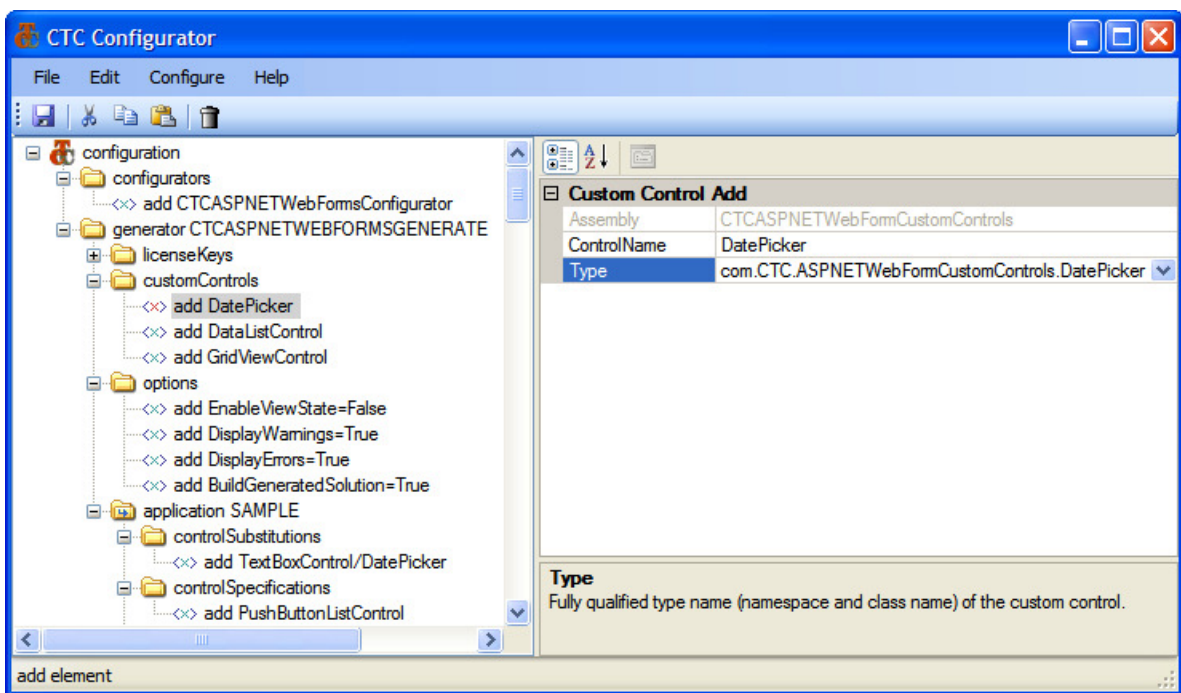 CTC Configurator
File Edit Configure Help
configuration
configurators
<x> add CTCASPNETWebFormsConfigurator
generator CTCASPNETWEBFORMSGENERATE
licenseKeys
customControls
<x> add DatePicker
<x> add DataListControl
<x> add GridViewControl
options
<x> add EnableViewState=False
<x> add DisplayWarnings=True
<x> add DisplayErrors=True
<x> add BuildGeneratedSolution=True
application SAMPLE
controlSubstitutions
<x> add TextBoxControl/DatePicker
controlSpecifications
<x> add PushButtonListControl
Custom Control Add
Assembly CTCASPNETWebFormCustomControls
ControlName DatePicker
Type com.CTC.ASPNETWebFormCustomControls.DatePicker
Type
Fully qualified type name (namespace and class name) of the custom control.
add element